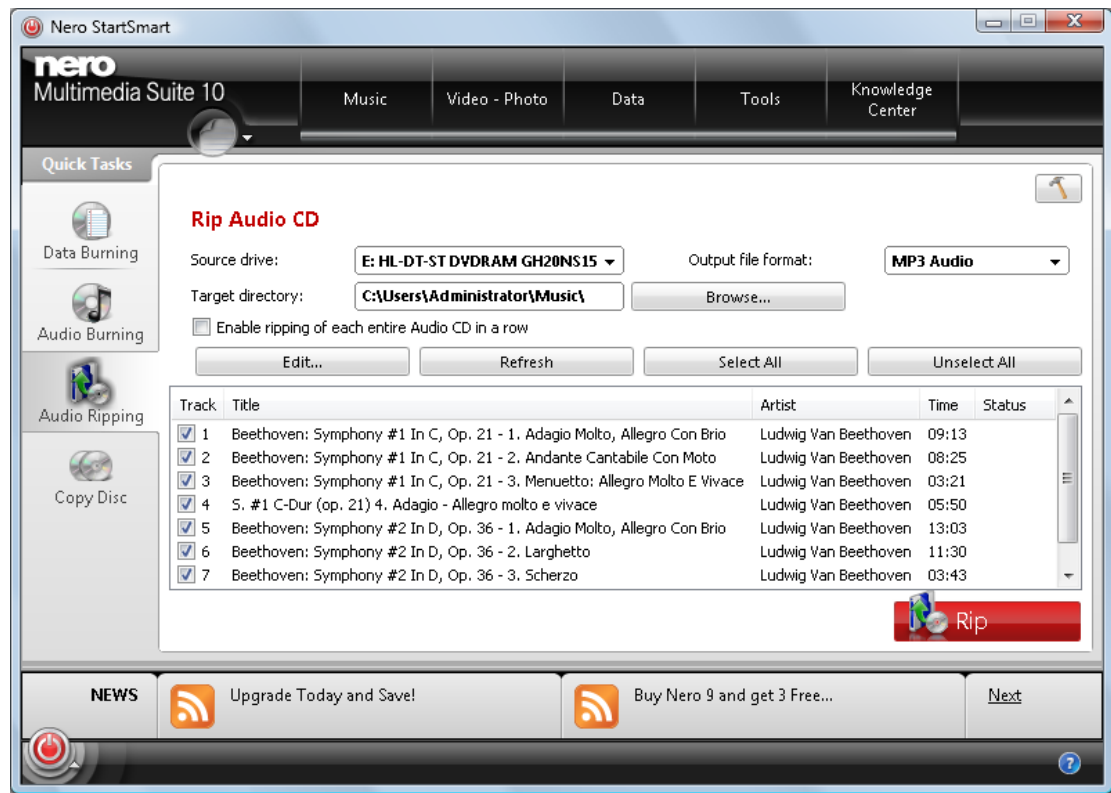 Nero StartSmart
nero
Multimedia Suite 10
Music
Video - Photo
Data
Tools
Knowledge
Center
Quick Tasks
Data Burning
Audio Burning
Audio Ripping
Copy Disc
Rip Audio CD
Source drive: E: HL-DT-ST DVDRAM GH20NS15 Output file format: MP3 Audio
Target directory: C:\Users\Administrator\Music\ Browse...
Enable ripping of each entire Audio CD in a row
Edit... Refresh Select All Unselect All
Track Title Artist Time Status
1 Beethoven: Symphony #1 In C, Op. 21 - 1. Adagio Molto, Allegro Con Brio Ludwig Van Beethoven 09:13
2 Beethoven: Symphony #1 In C, Op. 21 - 2. Andante Cantabile Con Moto Ludwig Van Beethoven 08:25
3 Beethoven: Symphony #1 In C, Op. 21 - 3. Menuetto: Allegro Molto E Vivace Ludwig Van Beethoven 03:21
4 S. #1 C-Dur (op. 21) 4. Adagio - Allegro molto e vivace Ludwig Van Beethoven 05:50
5 Beethoven: Symphony #2 In D, Op. 36 - 1. Adagio Molto, Allegro Con Brio Ludwig Van Beethoven 13:03
6 Beethoven: Symphony #2 In D, Op. 36 - 2. Larghetto Ludwig Van Beethoven 11:30
7 Beethoven: Symphony #2 In D, Op. 36 - 3. Scherzo Ludwig Van Beethoven 03:43
Rip
NEWS Upgrade Today and Save! Buy Nero 9 and get 3 Free... Next